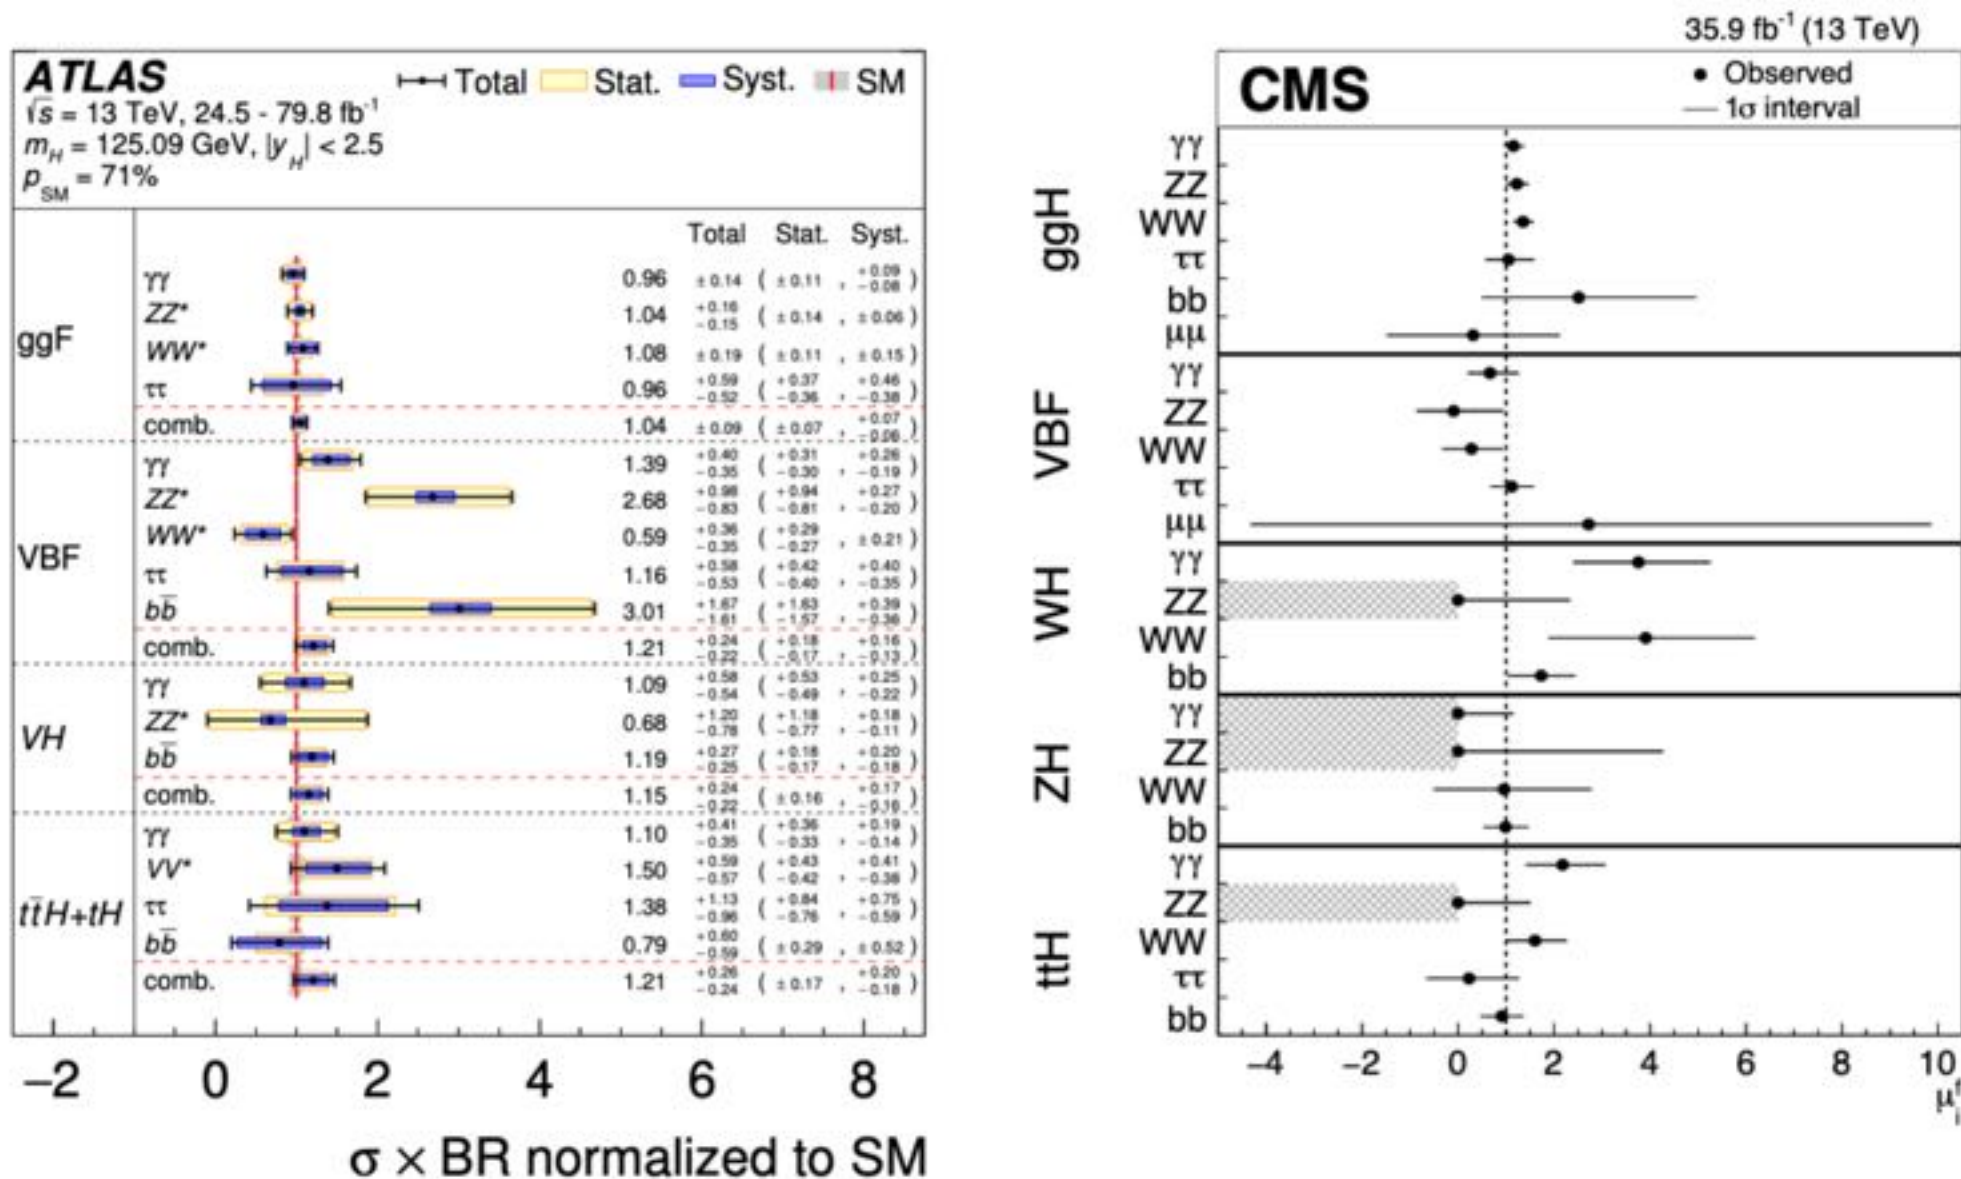 ATLAS
Total Stat. Syst. SM
√s = 13 TeV, 24.5 - 79.8 fb⁻¹
m_H = 125.09 GeV, |y_H| < 2.5
p_SM = 71%
Total Stat. Syst.
ggF
γγ 0.96 ±0.14 ( ±0.11 , +0.09 −0.08 )
ZZ* 1.04 +0.16 −0.15 ( ±0.14 , ±0.06 )
WW* 1.08 ±0.19 ( ±0.11 , ±0.15 )
ττ 0.96 +0.59 −0.52 ( +0.37 −0.36 , +0.46 −0.38 )
comb. 1.04 ±0.09 ( ±0.07 , +0.07 −0.06 )
VBF
γγ 1.39 +0.40 −0.35 ( +0.31 −0.30 , +0.26 −0.19 )
ZZ* 2.68 +0.98 −0.83 ( +0.94 −0.81 , +0.27 −0.20 )
WW* 0.59 +0.36 −0.35 ( +0.29 −0.27 , ±0.21 )
ττ 1.16 +0.58 −0.53 ( +0.42 −0.40 , +0.40 −0.35 )
bb̅ 3.01 +1.67 −1.61 ( +1.63 −1.57 , +0.39 −0.36 )
comb. 1.21 +0.24 −0.22 ( +0.18 −0.17 , +0.16 −0.13 )
VH
γγ 1.09 +0.58 −0.54 ( +0.53 −0.49 , +0.25 −0.22 )
ZZ* 0.68 +1.20 −0.78 ( +1.18 −0.77 , +0.18 −0.11 )
bb̅ 1.19 +0.27 −0.25 ( +0.18 −0.17 , +0.20 −0.18 )
comb. 1.15 +0.24 −0.22 ( ±0.16 , +0.17 −0.16 )
tt̅H+tH
γγ 1.10 +0.41 −0.35 ( +0.36 −0.33 , +0.19 −0.14 )
VV* 1.50 +0.59 −0.57 ( +0.43 −0.42 , +0.41 −0.38 )
ττ 1.38 +1.13 −0.96 ( +0.84 −0.76 , +0.75 −0.59 )
bb̅ 0.79 +0.60 −0.59 ( ±0.29 , ±0.52 )
comb. 1.21 +0.26 −0.24 ( ±0.17 , +0.20 −0.18 )
−2 0 2 4 6 8
σ × BR normalized to SM
35.9 fb⁻¹ (13 TeV)
CMS
Observed
1σ interval
ggH
γγ
ZZ
WW
ττ
bb
μμ
VBF
γγ
ZZ
WW
ττ
μμ
WH
γγ
ZZ
WW
bb
ZH
γγ
ZZ
WW
bb
ttH
γγ
ZZ
WW
ττ
bb
−4 −2 0 2 4 6 8 10
μ_i^f